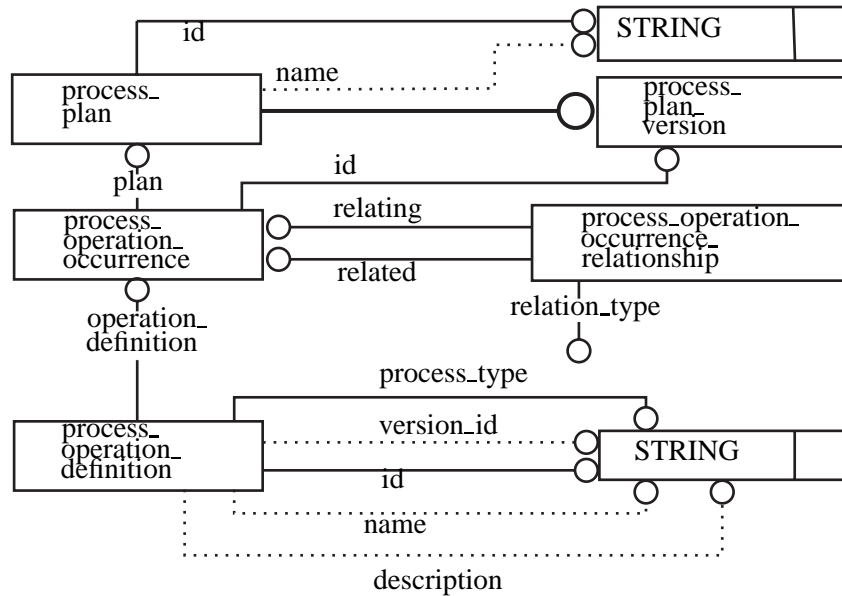 id
STRING
name
process_
plan
process_
plan_
version
plan
id
process_
operation_
occurrence
relating
related
process_operation_
occurrence_
relationship
relation_type
operation_
definition
process_type
process_
operation_
definition
version_id
STRING
id
name
description